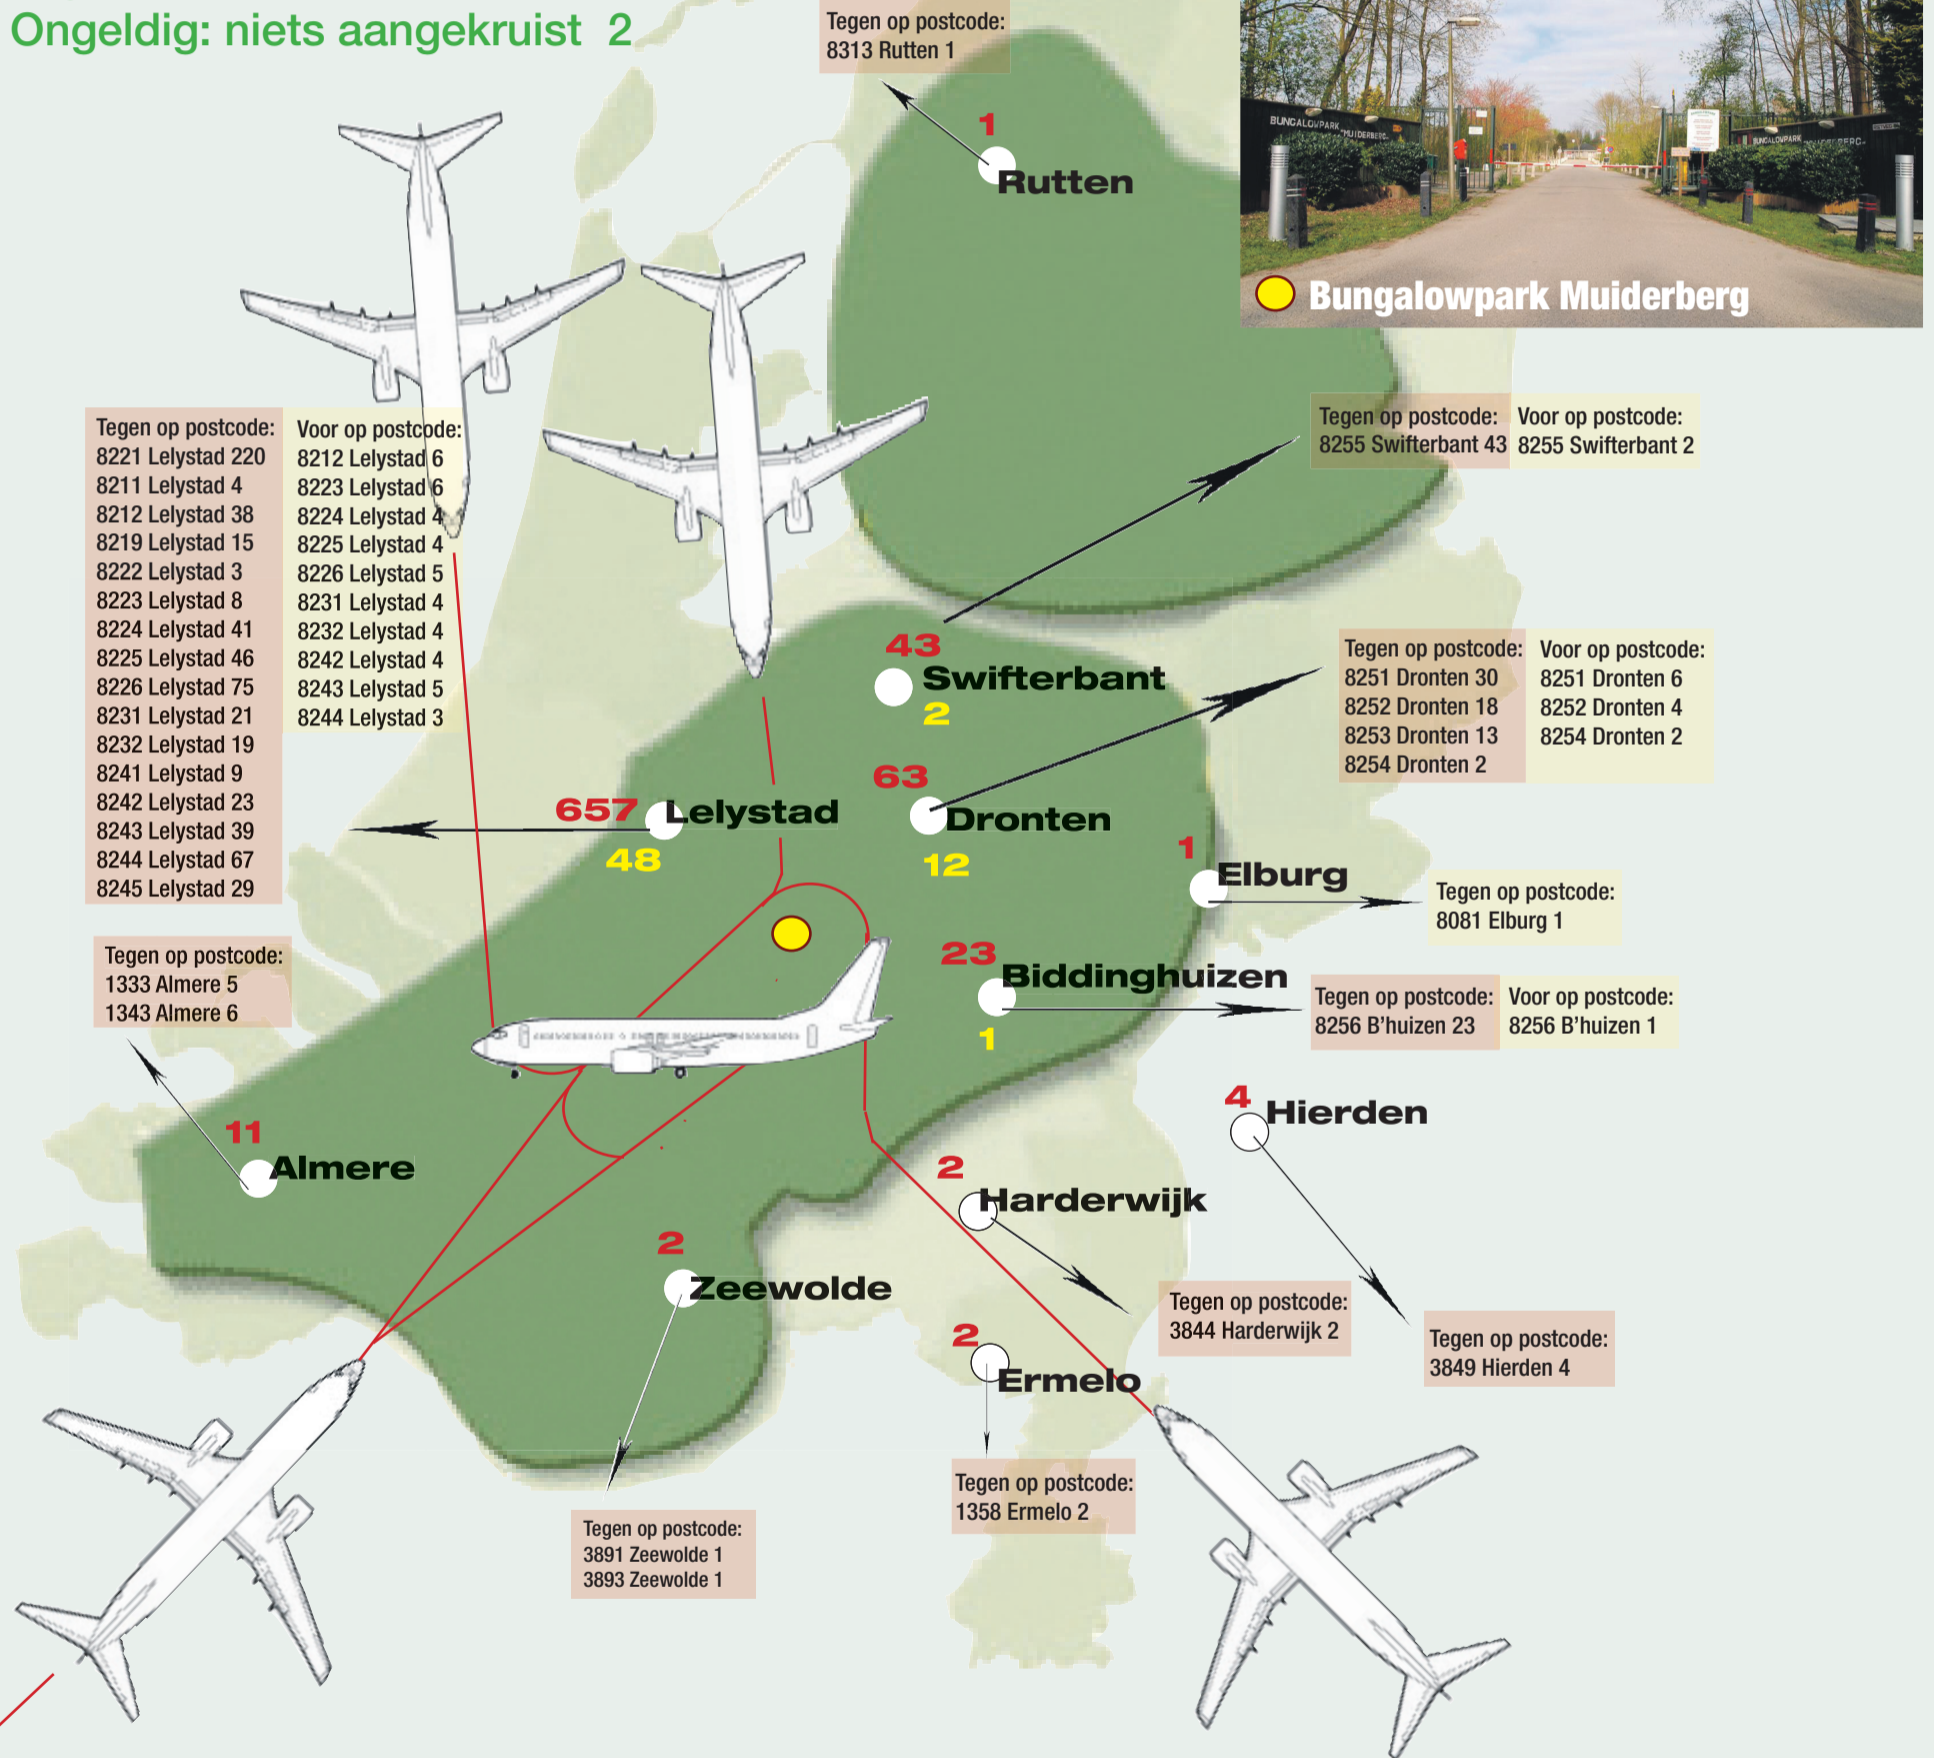 Ongeldig: niets aangekruist 2
Tegen op postcode:
8313 Rutten 1
1
Rutten
BUNGALOWPARK
"MUIDERBERG"
BUNGALOWPARK
Bungalowpark Muiderberg
Tegen op postcode:
8221 Lelystad 220
8211 Lelystad 4
8212 Lelystad 38
8219 Lelystad 15
8222 Lelystad 3
8223 Lelystad 8
8224 Lelystad 41
8225 Lelystad 46
8226 Lelystad 75
8231 Lelystad 21
8232 Lelystad 19
8241 Lelystad 9
8242 Lelystad 23
8243 Lelystad 39
8244 Lelystad 67
8245 Lelystad 29
Voor op postcode:
8212 Lelystad 6
8223 Lelystad 6
8224 Lelystad 4
8225 Lelystad 4
8226 Lelystad 5
8231 Lelystad 4
8232 Lelystad 4
8242 Lelystad 4
8243 Lelystad 5
8244 Lelystad 3
Tegen op postcode:
8255 Swifterbant 43
Voor op postcode:
8255 Swifterbant 2
43
Swifterbant
2
Tegen op postcode:
8251 Dronten 30
8252 Dronten 18
8253 Dronten 13
8254 Dronten 2
Voor op postcode:
8251 Dronten 6
8252 Dronten 4
8254 Dronten 2
63
Dronten
12
657
Lelystad
48
1
Elburg
Tegen op postcode:
8081 Elburg 1
23
Biddinghuizen
1
Tegen op postcode:
8256 B'huizen 23
Voor op postcode:
8256 B'huizen 1
Tegen op postcode:
1333 Almere 5
1343 Almere 6
11
Almere
4
Hierden
2
Harderwijk
2
Zeewolde
Tegen op postcode:
3844 Harderwijk 2
Tegen op postcode:
3849 Hierden 4
2
Ermelo
Tegen op postcode:
1358 Ermelo 2
Tegen op postcode:
3891 Zeewolde 1
3893 Zeewolde 1